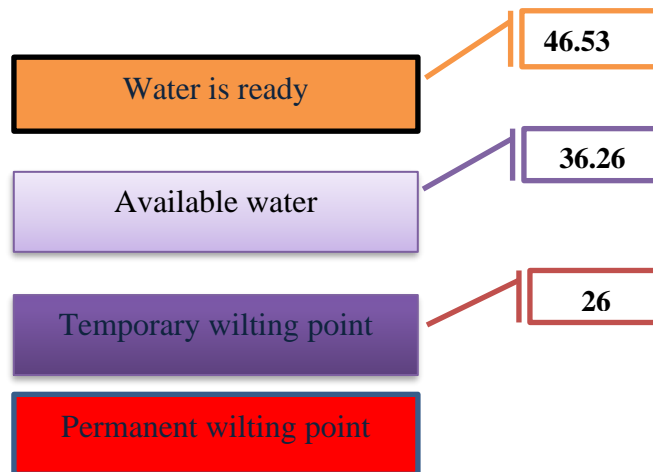 46.53
Water is ready
36.26
Available water
26
Temporary wilting point
Permanent wilting point